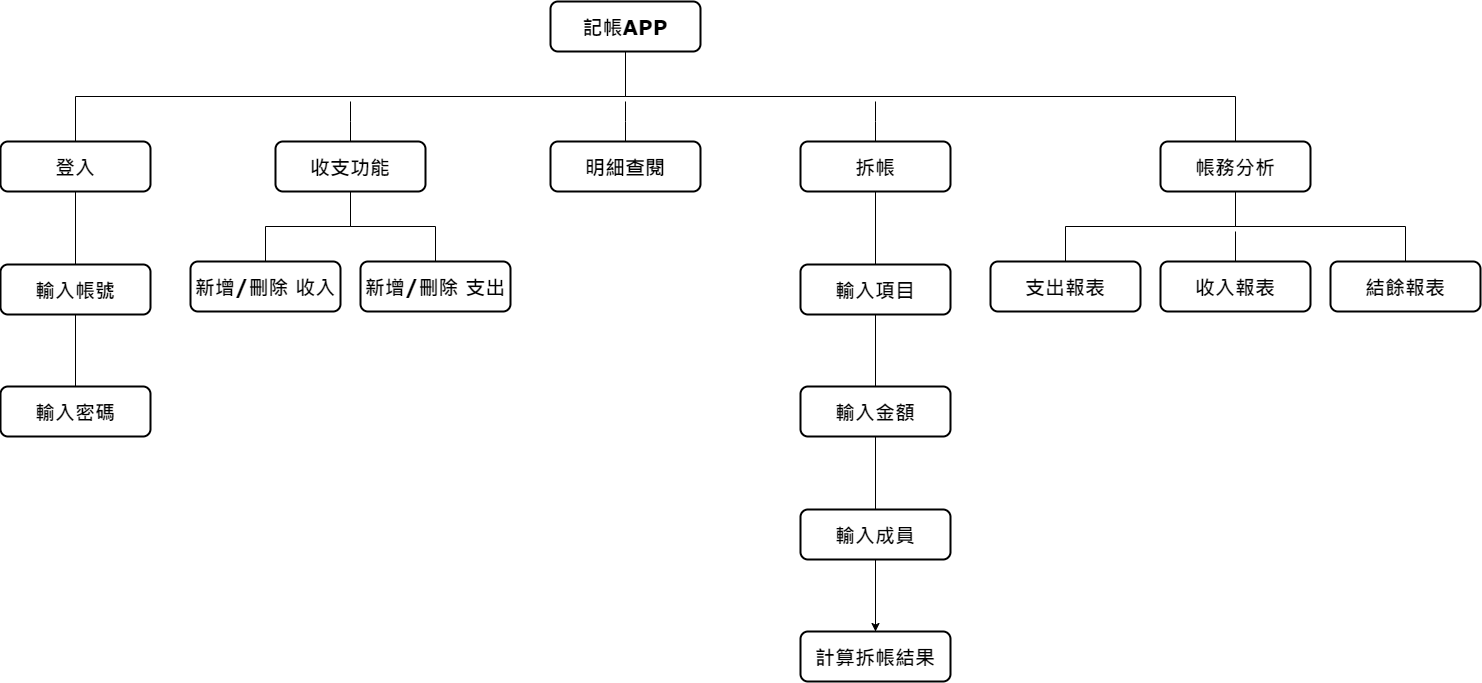 記帳APP
登入
收支功能
明細查閱
拆帳
帳務分析
輸入帳號
新增/刪除 收入
新增/刪除 支出
輸入項目
支出報表
收入報表
結餘報表
輸入密碼
輸入金額
輸入成員
計算拆帳結果